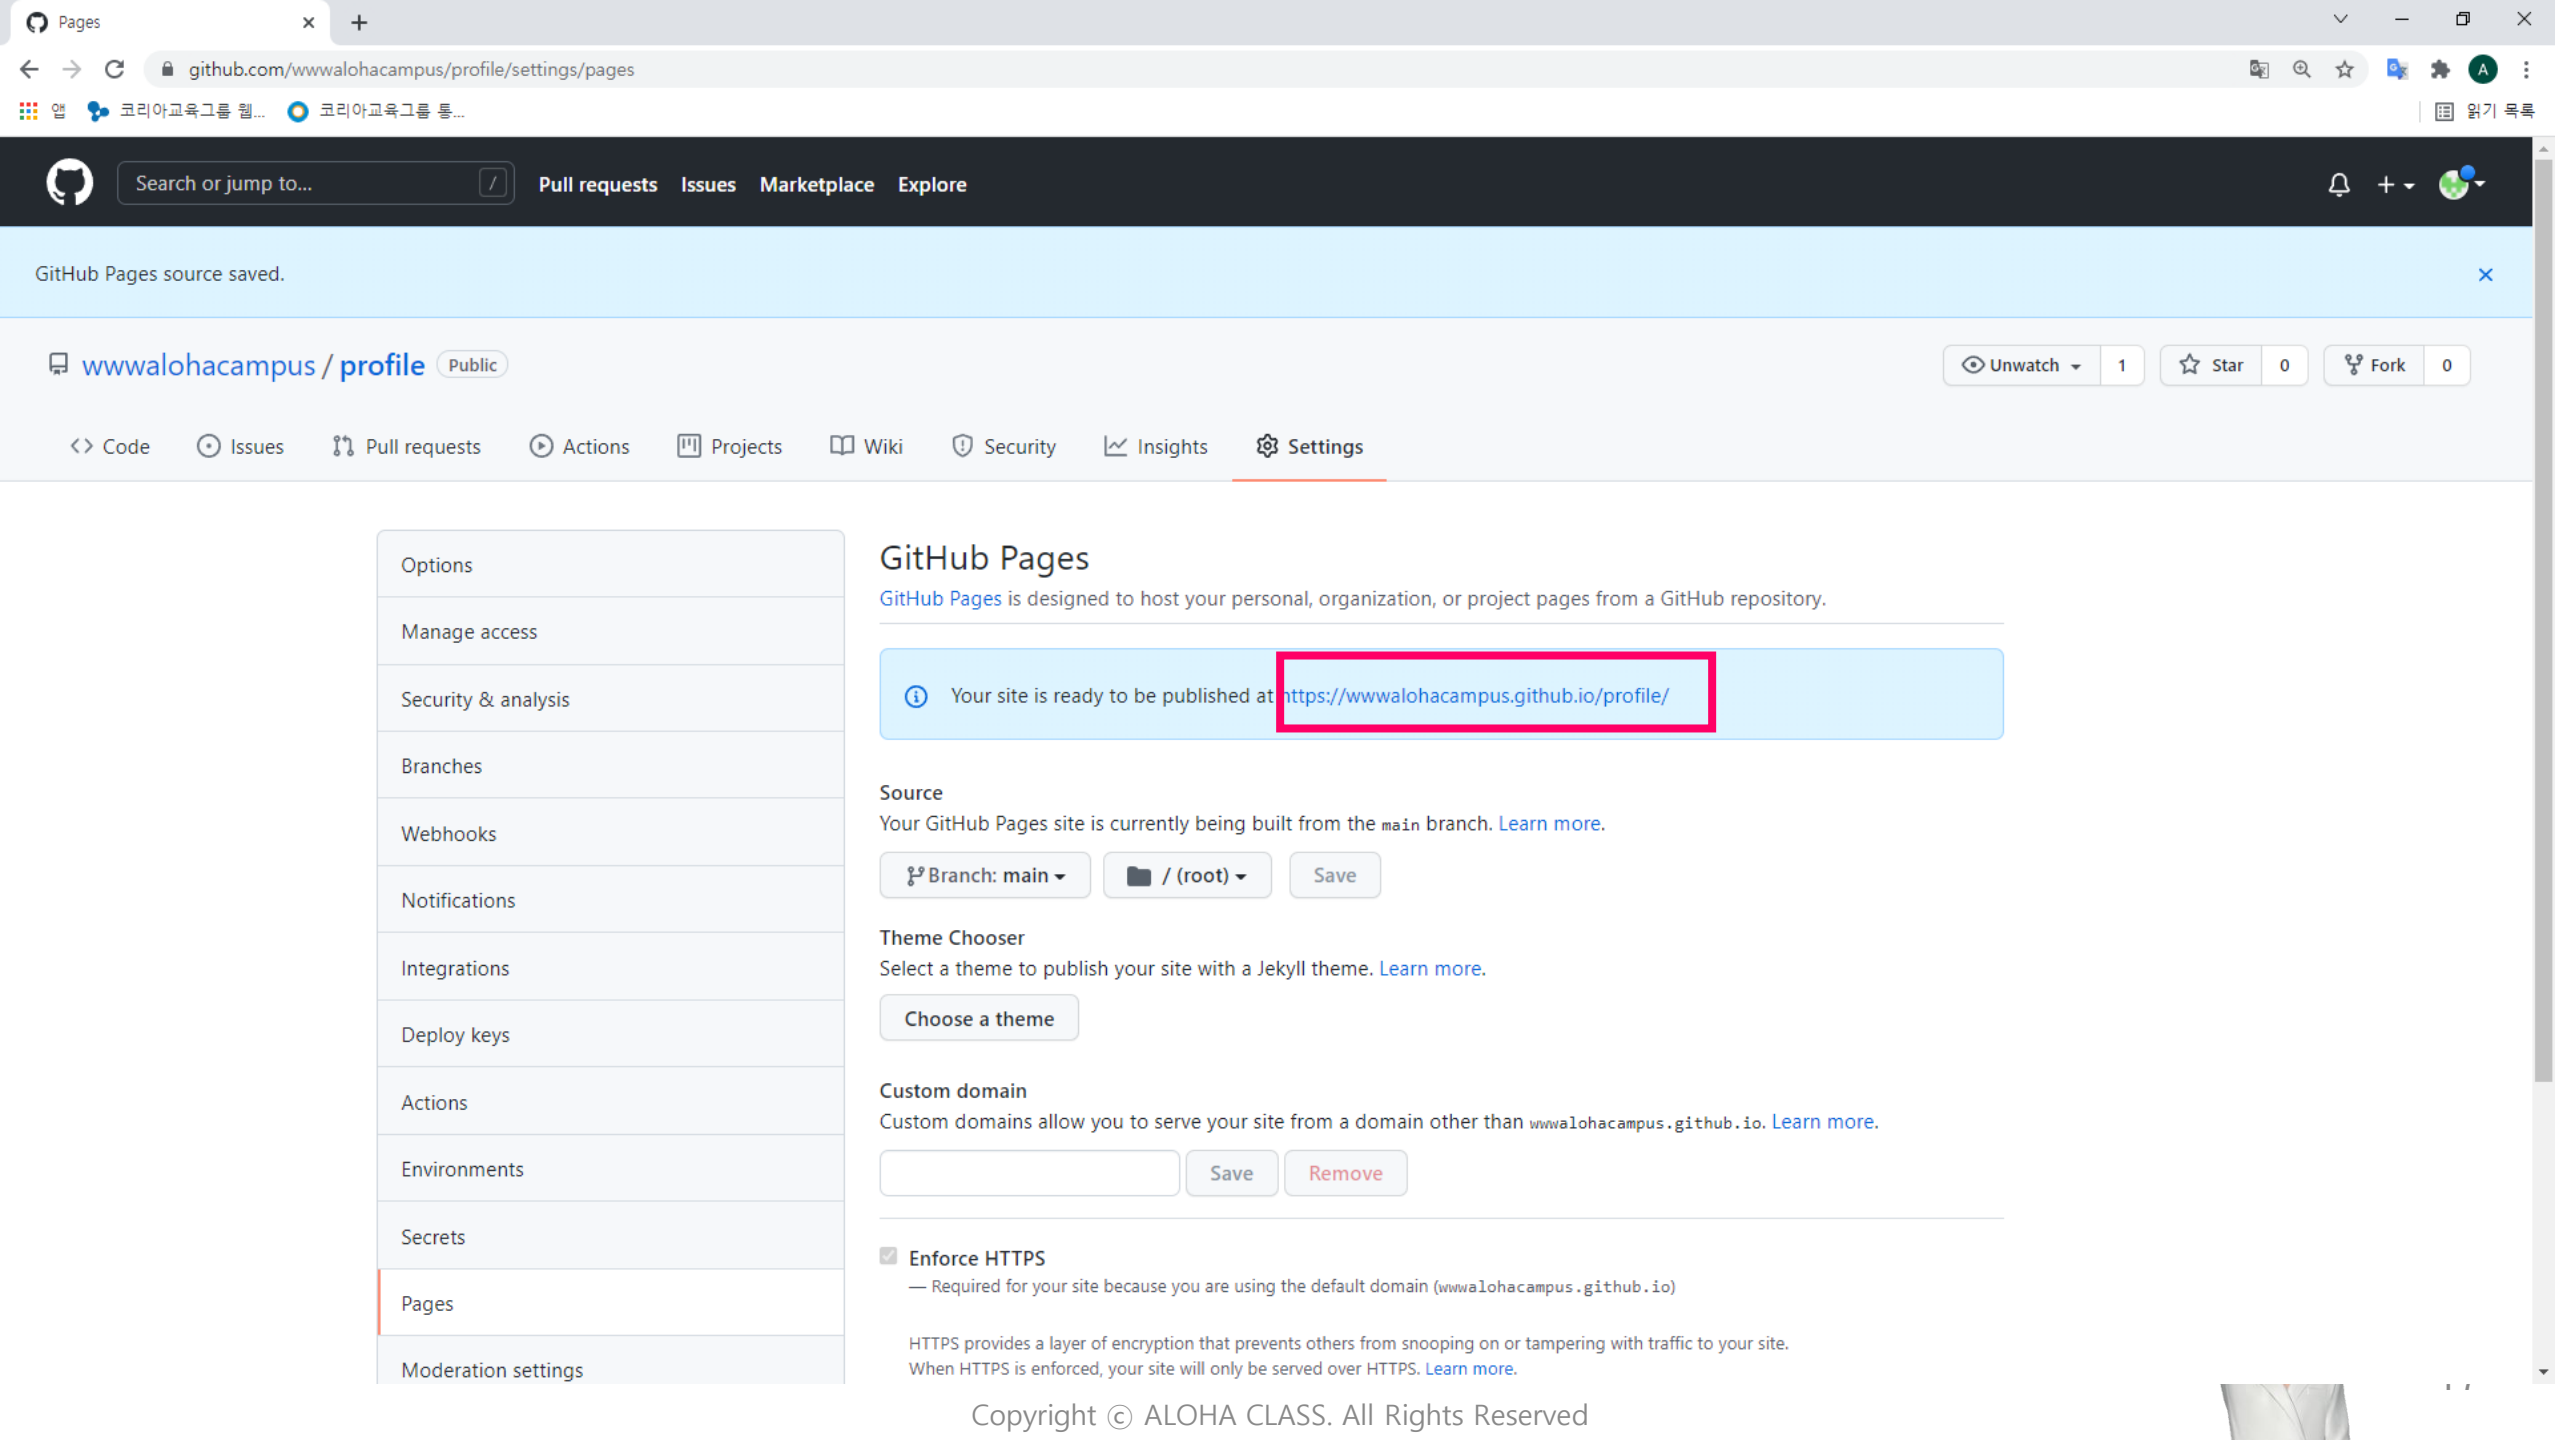 Pages
github.com/wwwalohacampus/profile/settings/pages
A
앱 코리아교육그룹 웹... 코리아교육그룹 통... 읽기 목록
Search or jump to... / Pull requests Issues Marketplace Explore
GitHub Pages source saved.
wwwalohacampus / profile Public Unwatch 1 Star 0 Fork 0
Code Issues Pull requests Actions Projects Wiki Security Insights Settings
Options
Manage access
Security & analysis
Branches
Webhooks
Notifications
Integrations
Deploy keys
Actions
Environments
Secrets
Pages
Moderation settings
GitHub Pages
GitHub Pages is designed to host your personal, organization, or project pages from a GitHub repository.
Your site is ready to be published at https://wwwalohacampus.github.io/profile/
Source
Your GitHub Pages site is currently being built from the main branch. Learn more.
Branch: main / (root) Save
Theme Chooser
Select a theme to publish your site with a Jekyll theme. Learn more.
Choose a theme
Custom domain
Custom domains allow you to serve your site from a domain other than wwwalohacampus.github.io. Learn more.
Save Remove
Enforce HTTPS
— Required for your site because you are using the default domain (wwwalohacampus.github.io)
HTTPS provides a layer of encryption that prevents others from snooping on or tampering with traffic to your site.
When HTTPS is enforced, your site will only be served over HTTPS. Learn more.
Copyright ⓒ ALOHA CLASS. All Rights Reserved